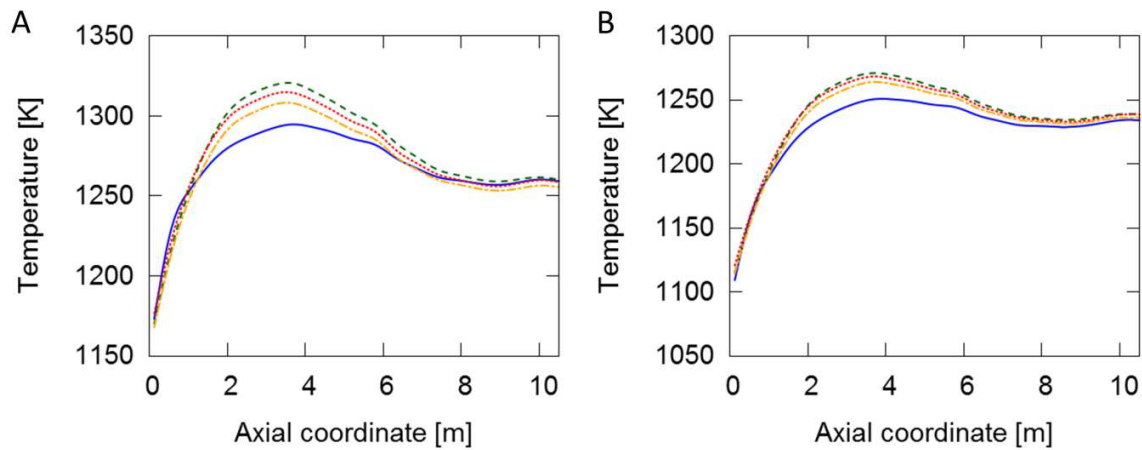 A
1350
1300
1250
1200
1150
Temperature [K]
0 2 4 6 8 10
Axial coordinate [m]
B
1300
1250
1200
1150
1100
1050
Temperature [K]
0 2 4 6 8 10
Axial coordinate [m]